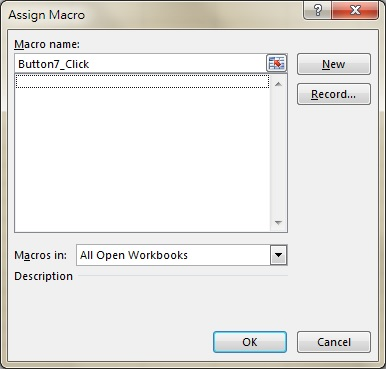 Assign Macro
Macro name:
Button7_Click
New
Record...
Macros in:
All Open Workbooks
Description
OK
Cancel